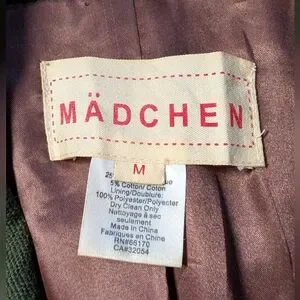 MÄDCHEN
M
5% Cotton/ Coton
Lining/Doublure:
100% Polyester/Polyester
Dry Clean Only
Nettoyage à sec
seulement
Made in China
Fabriques en Chine
RN#66170
CA#32054